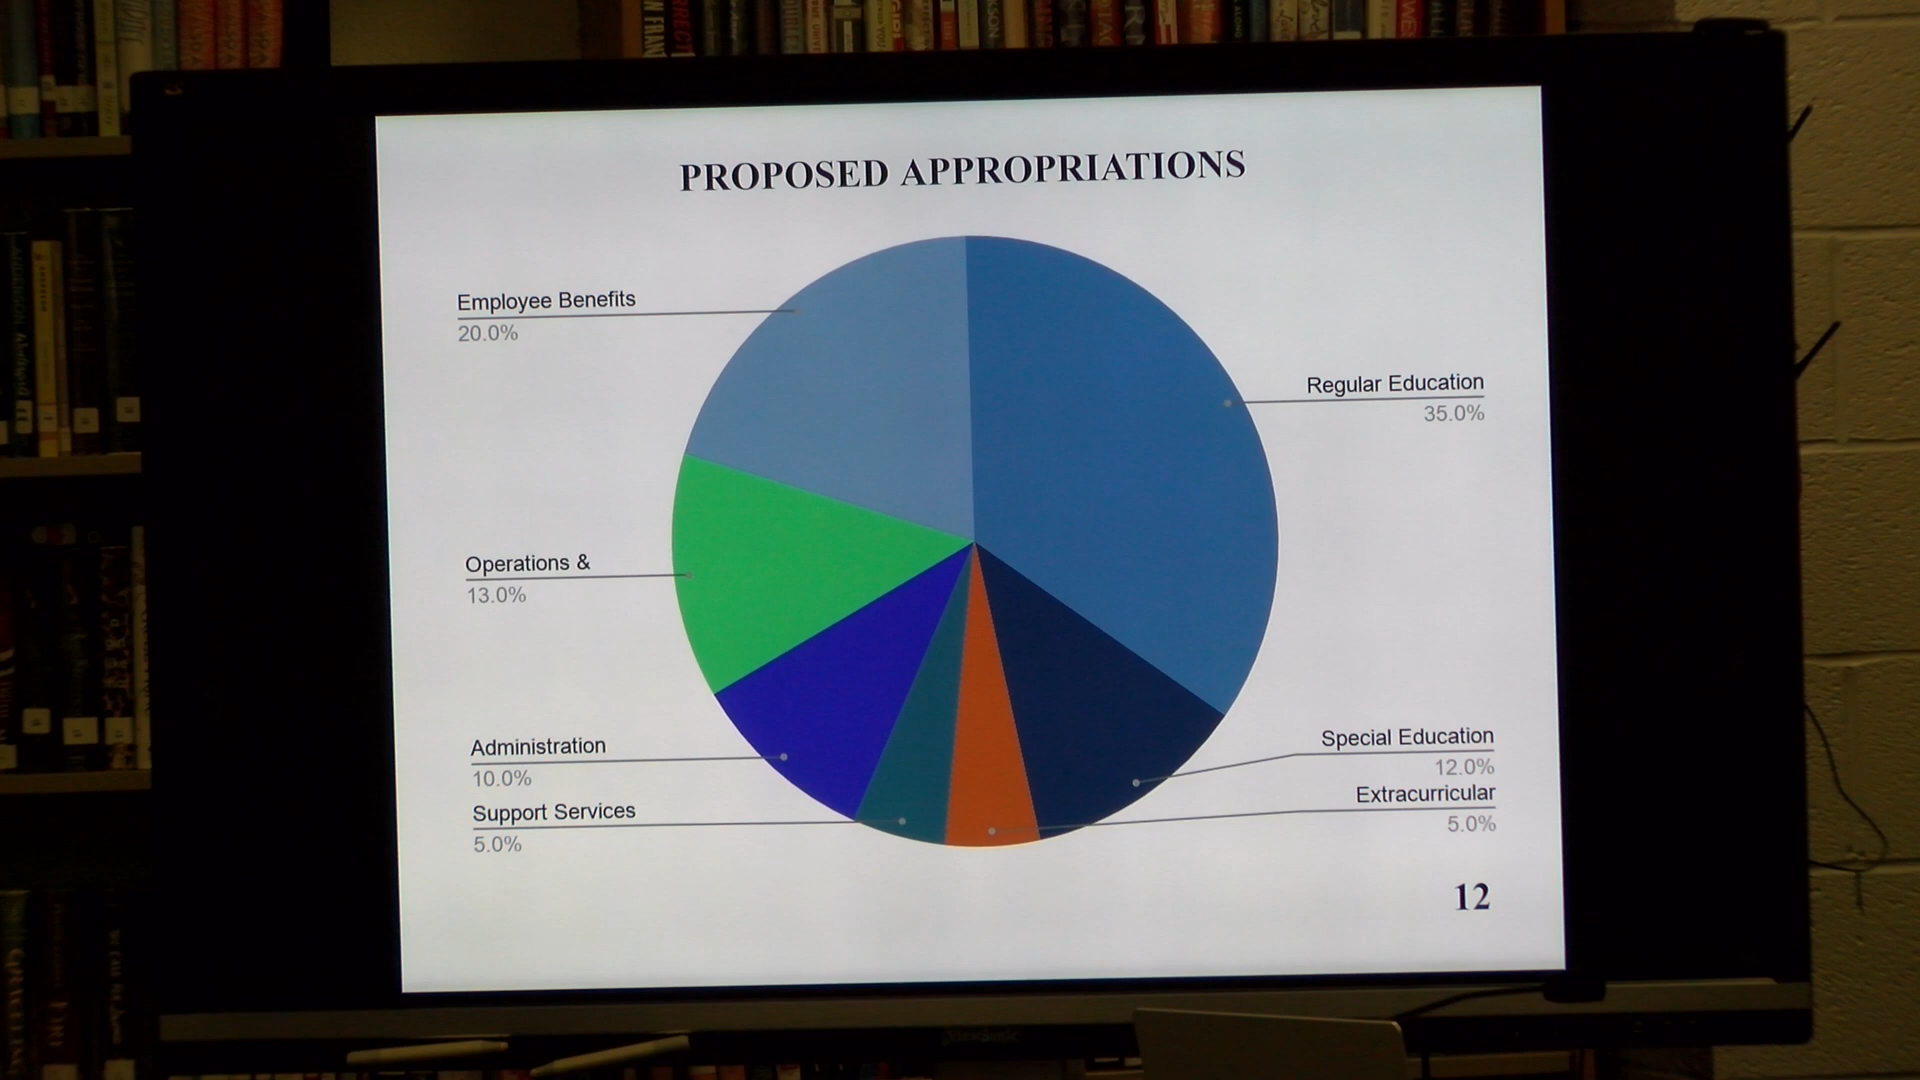 PROPOSED APPROPRIATIONS
Employee Benefits
20.0%
Regular Education
35.0%
Operations &
13.0%
Special Education
12.0%
Administration
10.0%
Extracurricular
5.0%
Support Services
5.0%
12